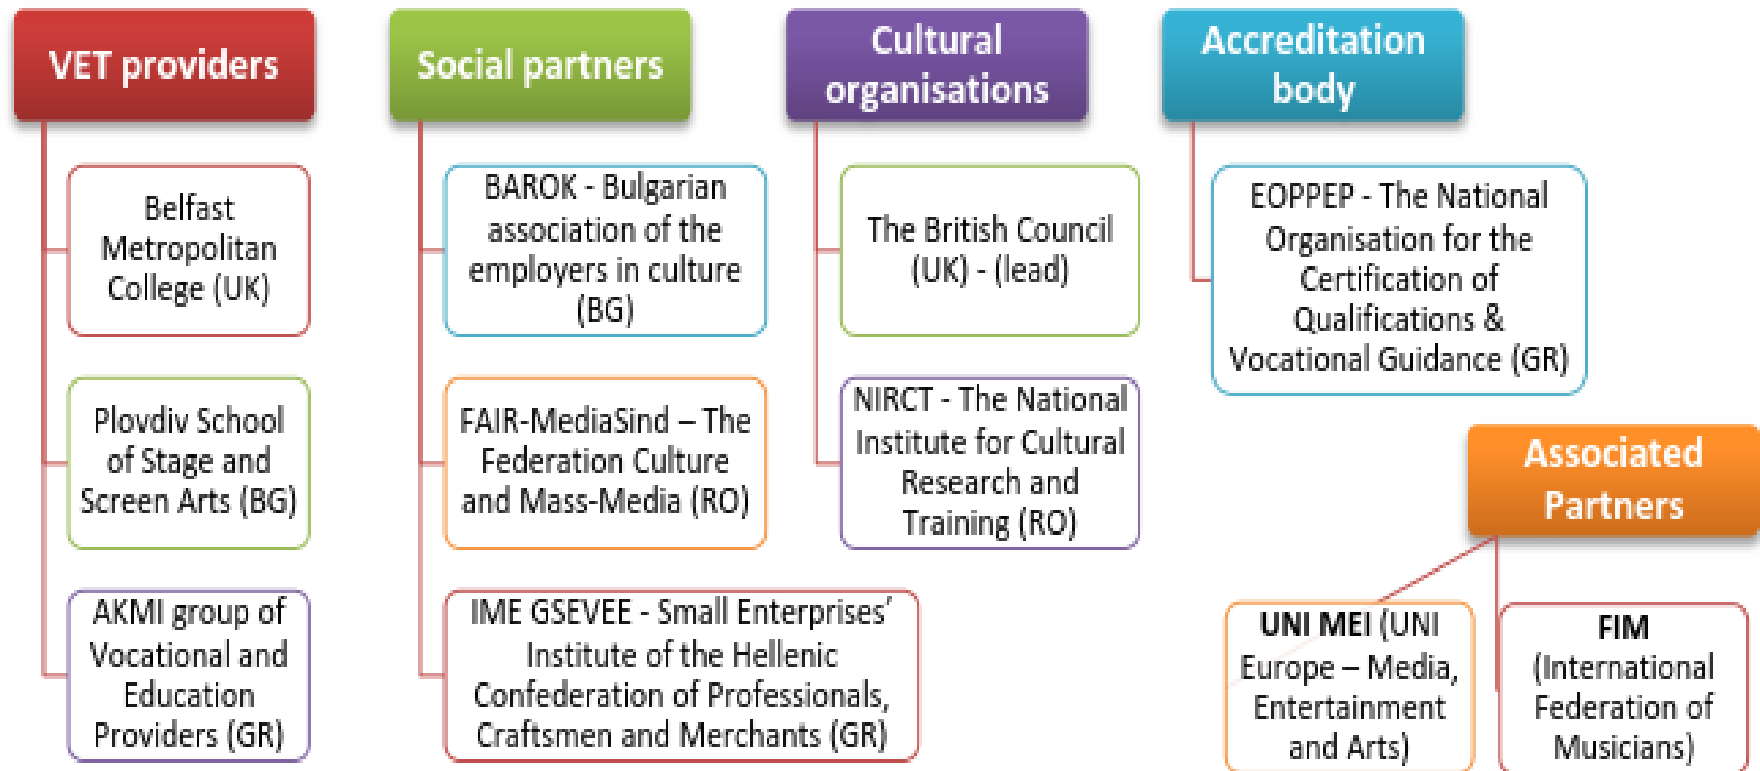 VET providers
Belfast
Metropolitan
College (UK)
Plovdiv School
of Stage and
Screen Arts (BG)
AKMI group of
Vocational and
Education
Providers (GR)
Social partners
BAROK - Bulgarian
association of the
employers in culture
(BG)
FAIR-MediaSind – The
Federation Culture
and Mass-Media (RO)
IME GSEVEE - Small Enterprises’
Institute of the Hellenic
Confederation of Professionals,
Craftsmen and Merchants (GR)
Cultural
organisations
The British Council
(UK) - (lead)
NIRCT - The National
Institute for Cultural
Research and
Training (RO)
Accreditation
body
EOPPEP - The National
Organisation for the
Certification of
Qualifications &
Vocational Guidance (GR)
Associated
Partners
UNI MEI (UNI
Europe – Media,
Entertainment
and Arts)
FIM
(International
Federation of
Musicians)